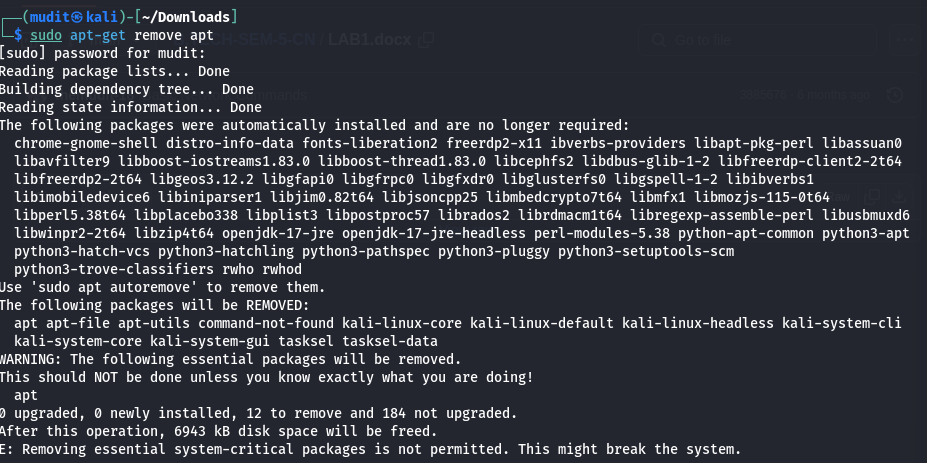 (mudit㉿kali)-[~/Downloads]
$ sudo apt-get remove apt
CH-SEM-5-CN / LAB1.docx
Go to file
[sudo] password for mudit:
Reading package lists... Done
Building dependency tree... Done
Reading state information... Done
months ago
The following packages were automatically installed and are no longer required:
chrome-gnome-shell distro-info-data fonts-liberation2 freerdp2-x11 ibverbs-providers libapt-pkg-perl libassuan0
libavfilter9 libboost-iostreams1.83.0 libboost-thread1.83.0 libcephfs2 libdbus-glib-1-2 libfreerdp-client2-2t64
libfreerdp2-2t64 libgeos3.12.2 libgfapi0 libgfrpc0 libgfxdr0 libglusterfs0 libgspell-1-2 libibverbs1
libimobiledevice6 libiniparser1 libjim0.82t64 libjsoncpp25 libmbedcrypto7t64 libmfx1 libmozjs-115-0t64
libperl5.38t64 libplacebo338 libplist3 libpostproc57 librados2 librdmacm1t64 libregexp-assemble-perl libusbmuxd6
libwinpr2-2t64 libzip4t64 openjdk-17-jre openjdk-17-jre-headless perl-modules-5.38 python-apt-common python3-apt
python3-hatch-vcs python3-hatchling python3-pathspec python3-pluggy python3-setuptools-scm
python3-trove-classifiers rwho rwhod
Use 'sudo apt autoremove' to remove them.
The following packages will be REMOVED:
apt apt-file apt-utils command-not-found kali-linux-core kali-linux-default kali-linux-headless kali-system-cli
kali-system-core kali-system-gui tasksel tasksel-data
WARNING: The following essential packages will be removed.
This should NOT be done unless you know exactly what you are doing!
apt
0 upgraded, 0 newly installed, 12 to remove and 184 not upgraded.
After this operation, 6943 kB disk space will be freed.
E: Removing essential system-critical packages is not permitted. This might break the system.